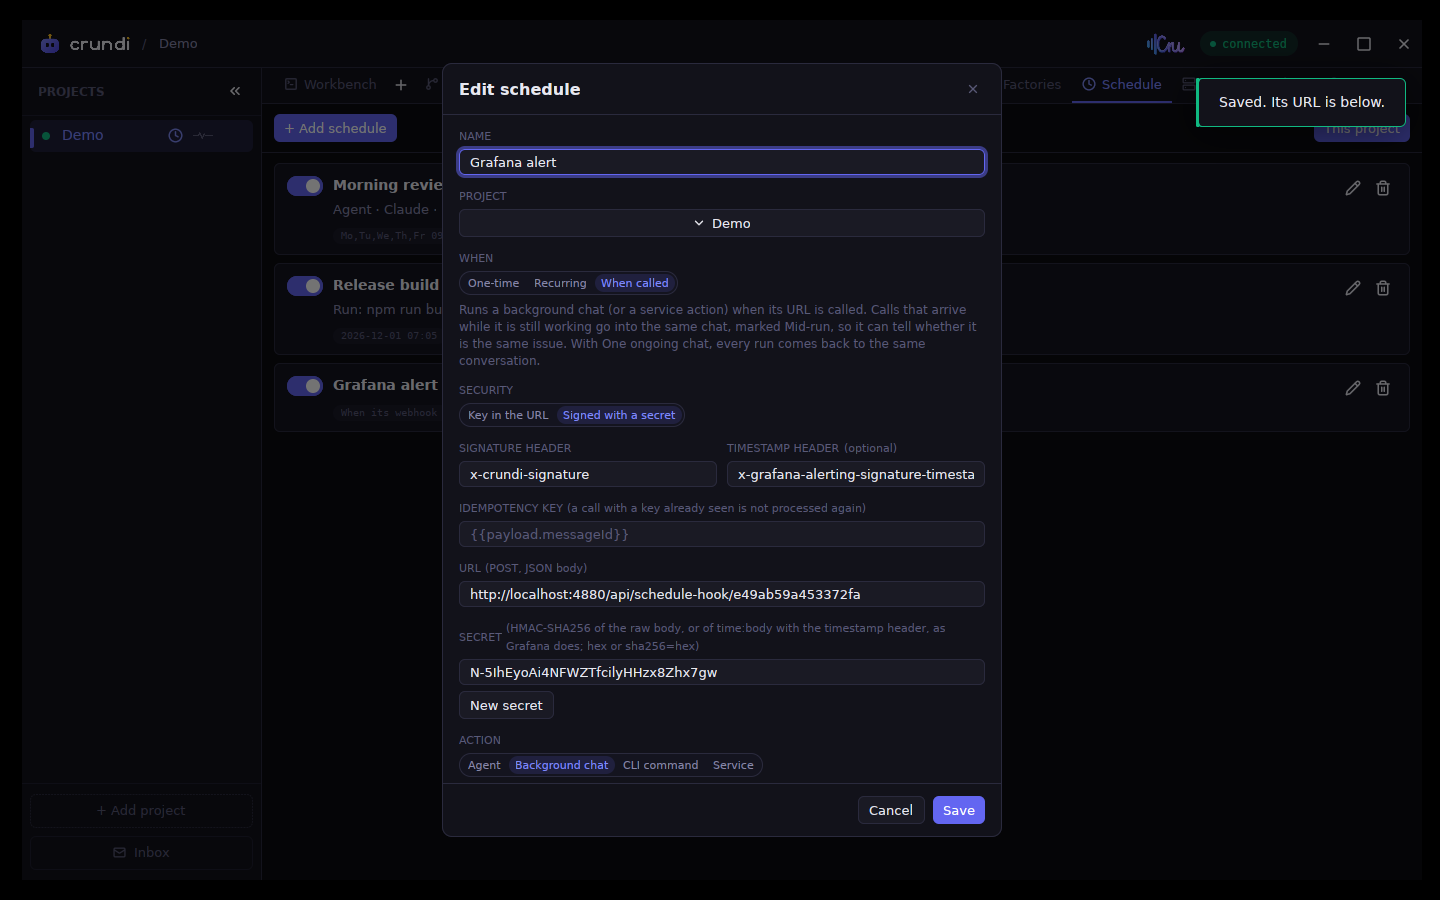 crundi / Demo
Cru
connected
PROJECTS
Workbench
Factories
Schedule
Saved. Its URL is below.
Demo
+ Add schedule
This project
Morning revie
Agent · Claude ·
Mo,Tu,We,Th,Fr 09
Release build
Run: npm run bu
2026-12-01 07:05
Grafana alert
When its webhook
+ Add project
Inbox
Edit schedule
NAME
Grafana alert
PROJECT
Demo
WHEN
One-time Recurring When called
Runs a background chat (or a service action) when its URL is called. Calls that arrive
while it is still working go into the same chat, marked Mid-run, so it can tell whether it
is the same issue. With One ongoing chat, every run comes back to the same
conversation.
SECURITY
Key in the URL Signed with a secret
SIGNATURE HEADER TIMESTAMP HEADER (optional)
x-crundi-signature x-grafana-alerting-signature-timesta
IDEMPOTENCY KEY (a call with a key already seen is not processed again)
{{payload.messageId}}
URL (POST, JSON body)
http://localhost:4880/api/schedule-hook/e49ab59a453372fa
SECRET (HMAC-SHA256 of the raw body, or of time:body with the timestamp header, as
Grafana does; hex or sha256=hex)
N-5IhEyoAi4NFWZTfcilyHHzx8Zhx7gw
New secret
ACTION
Agent Background chat CLI command Service
Cancel Save